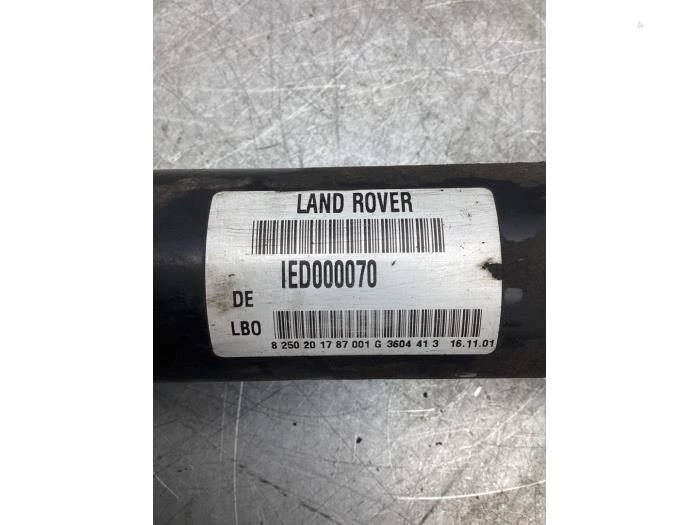 LAND ROVER
IED000070
DE
LBO
8 250 20 17 87 001 G 3604 41 3 16.11.01